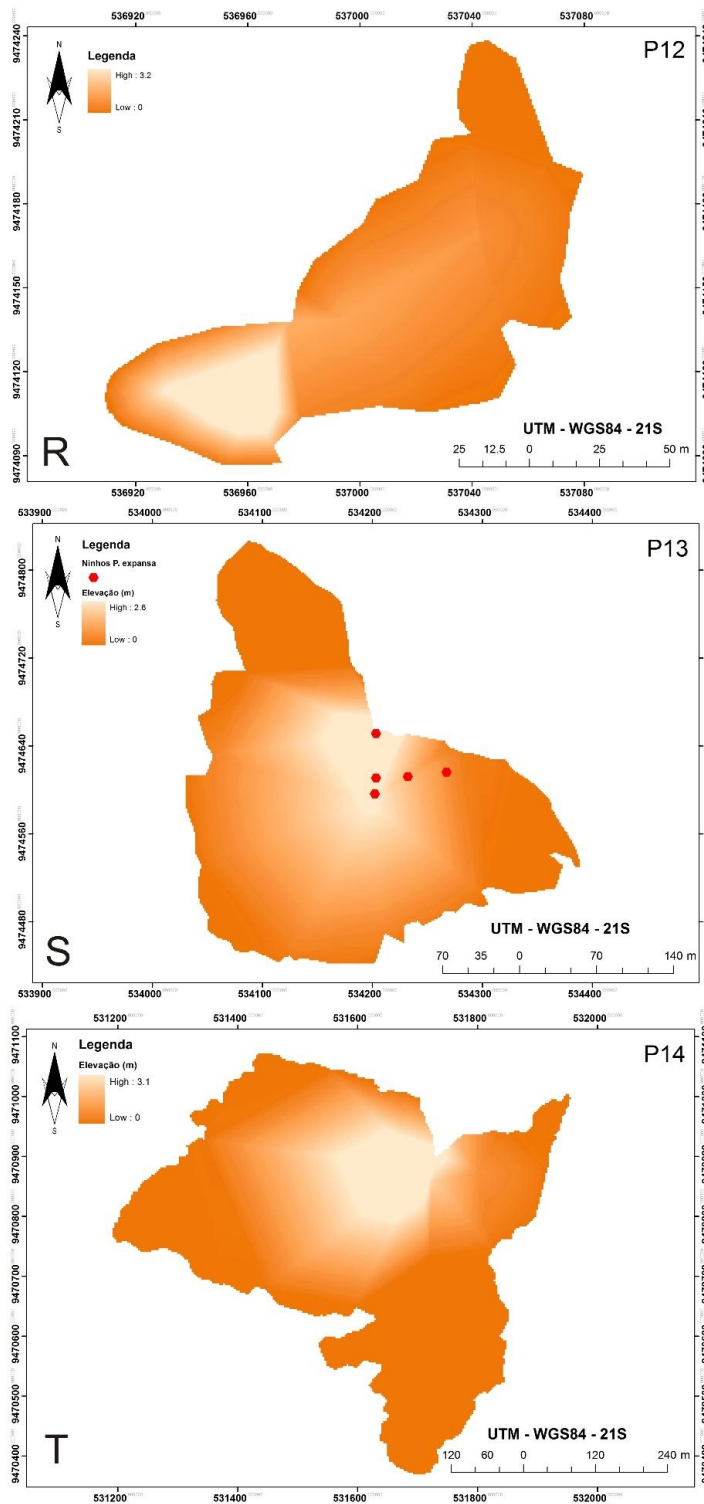 536920 536960 537000 537040 537080
N
S
Legenda
High : 3.2
Low : 0
P12
9474240
9474210
9474180
9474150
9474120
9474090
R
UTM - WGS84 - 21S
25 12.5 0 25 50 m
536920 536960 537000 537040 537080
533900 534000 534100 534200 534300 534400
N
S
Legenda
Ninhos P. expansa
Elevação (m)
High : 2.6
Low : 0
P13
9474800
9474720
9474640
9474560
9474480
S
UTM - WGS84 - 21S
70 35 0 70 140 m
533900 534000 534100 534200 534300 534400
531200 531400 531600 531800 532000
N
S
Legenda
Elevação (m)
High : 3.1
Low : 0
P14
9471100
9471000
9470900
9470800
9470700
9470600
9470500
9470400
T
UTM - WGS84 - 21S
120 60 0 120 240 m
531200 531400 531600 531800 532000